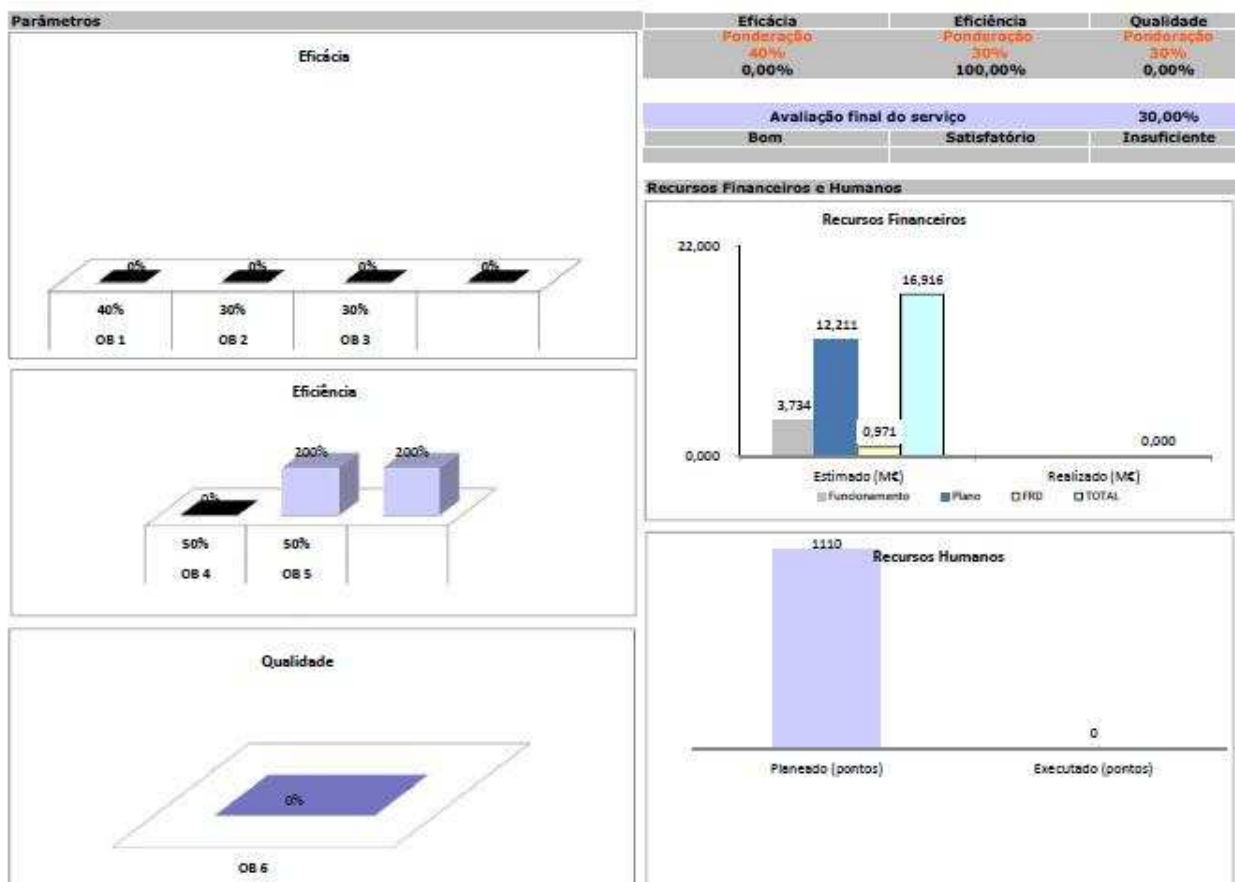 Parâmetros
Eficácia
0% 0% 0% 0%
40% 30% 30%
OB 1 OB 2 OB 3
Eficiência
0% 200% 200%
50% 50%
OB 4 OB 5
Qualidade
0%
OB 6
Eficácia Eficiência Qualidade
Ponderação Ponderação Ponderação
40% 30% 30%
0,00% 100,00% 0,00%
Avaliação final do serviço 30,00%
Bom Satisfatório Insuficiente
Recursos Financeiros e Humanos
Recursos Financeiros
22,000
16,916
12,211
3,734
0,971
0,000
0,000
Estimado (M€) Realizado (M€)
Funcionamento Plano FRD TOTAL
1110
Recursos Humanos
0
Planeado (pontos) Executado (pontos)